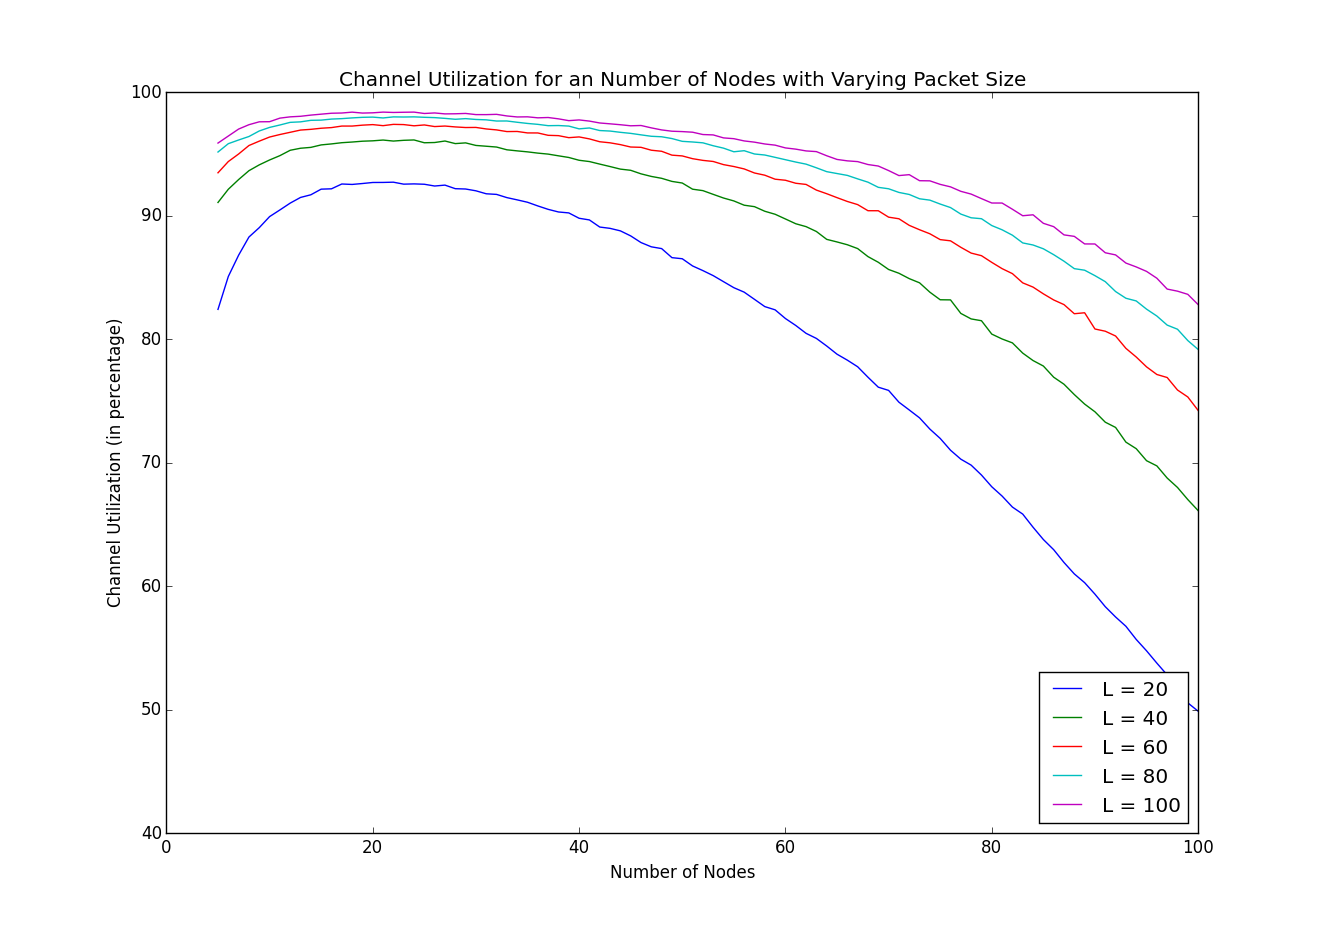 Channel Utilization for an Number of Nodes with Varying Packet Size
Channel Utilization (in percentage)
100
90
80
70
60
50
40
0 20 40 60 80 100
Number of Nodes
L = 20
L = 40
L = 60
L = 80
L = 100